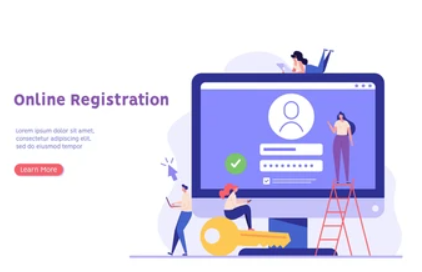 Online Registration
Lorem ipsum dolor sit amet,
consectetur adipiscing elit,
sed do eiusmod tempor
Learn More